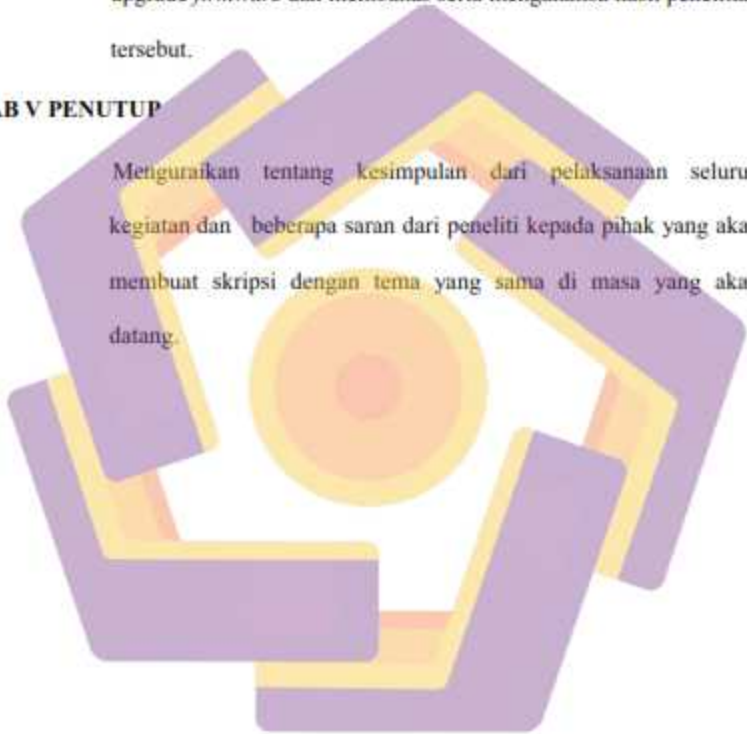 tersebut.
AB V PENUTUP
Menguraikan tentang kesimpulan dari pelaksanaan seluru
kegiatan dan beberapa saran dari peneliti kepada pihak yang aka
membuat skripsi dengan tema yang sama di masa yang aka
datang.